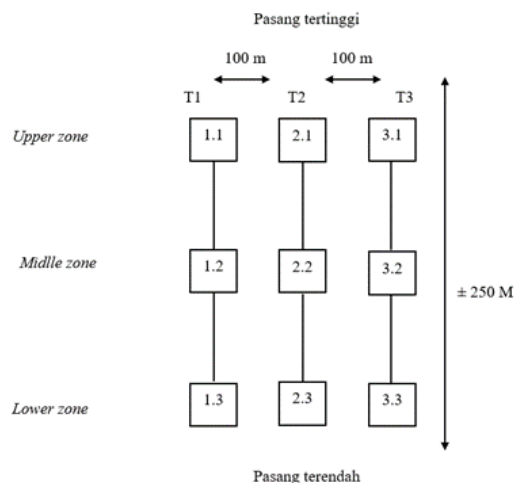 Pasang tertinggi
100 m 100 m
T1 T2 T3
Upper zone 1.1 2.1 3.1
Midlle zone 1.2 2.2 3.2
± 250 M
Lower zone 1.3 2.3 3.3
Pasang terendah